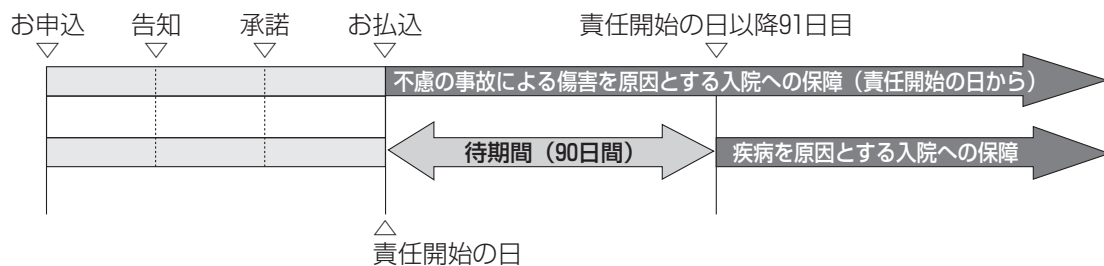 お申込 告知 承諾 お払込 責任開始の日以降91日目
不慮の事故による傷害を原因とする入院への保障（責任開始の日から）
待期間（90日間） 疾病を原因とする入院への保障
責任開始の日